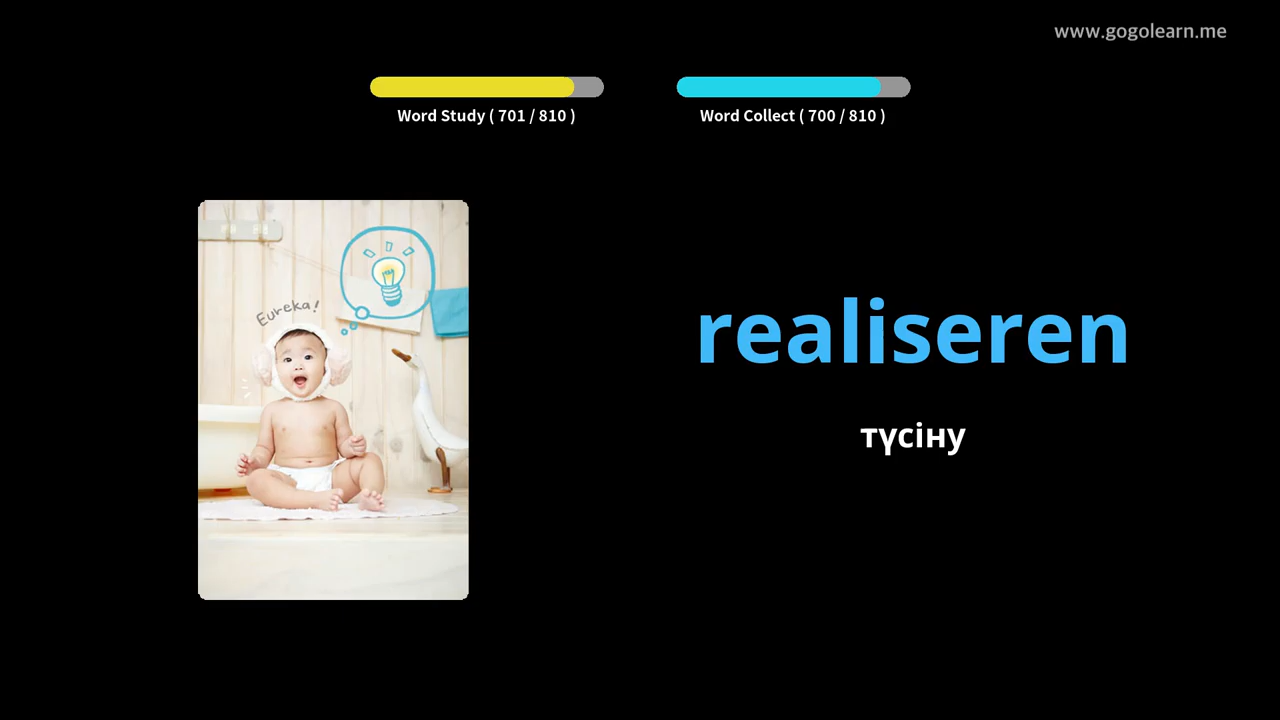 www.gogolearn.me
Word Study ( 701 / 810 )
Word Collect ( 700 / 810 )
Eureka!
realiseren
түсіну